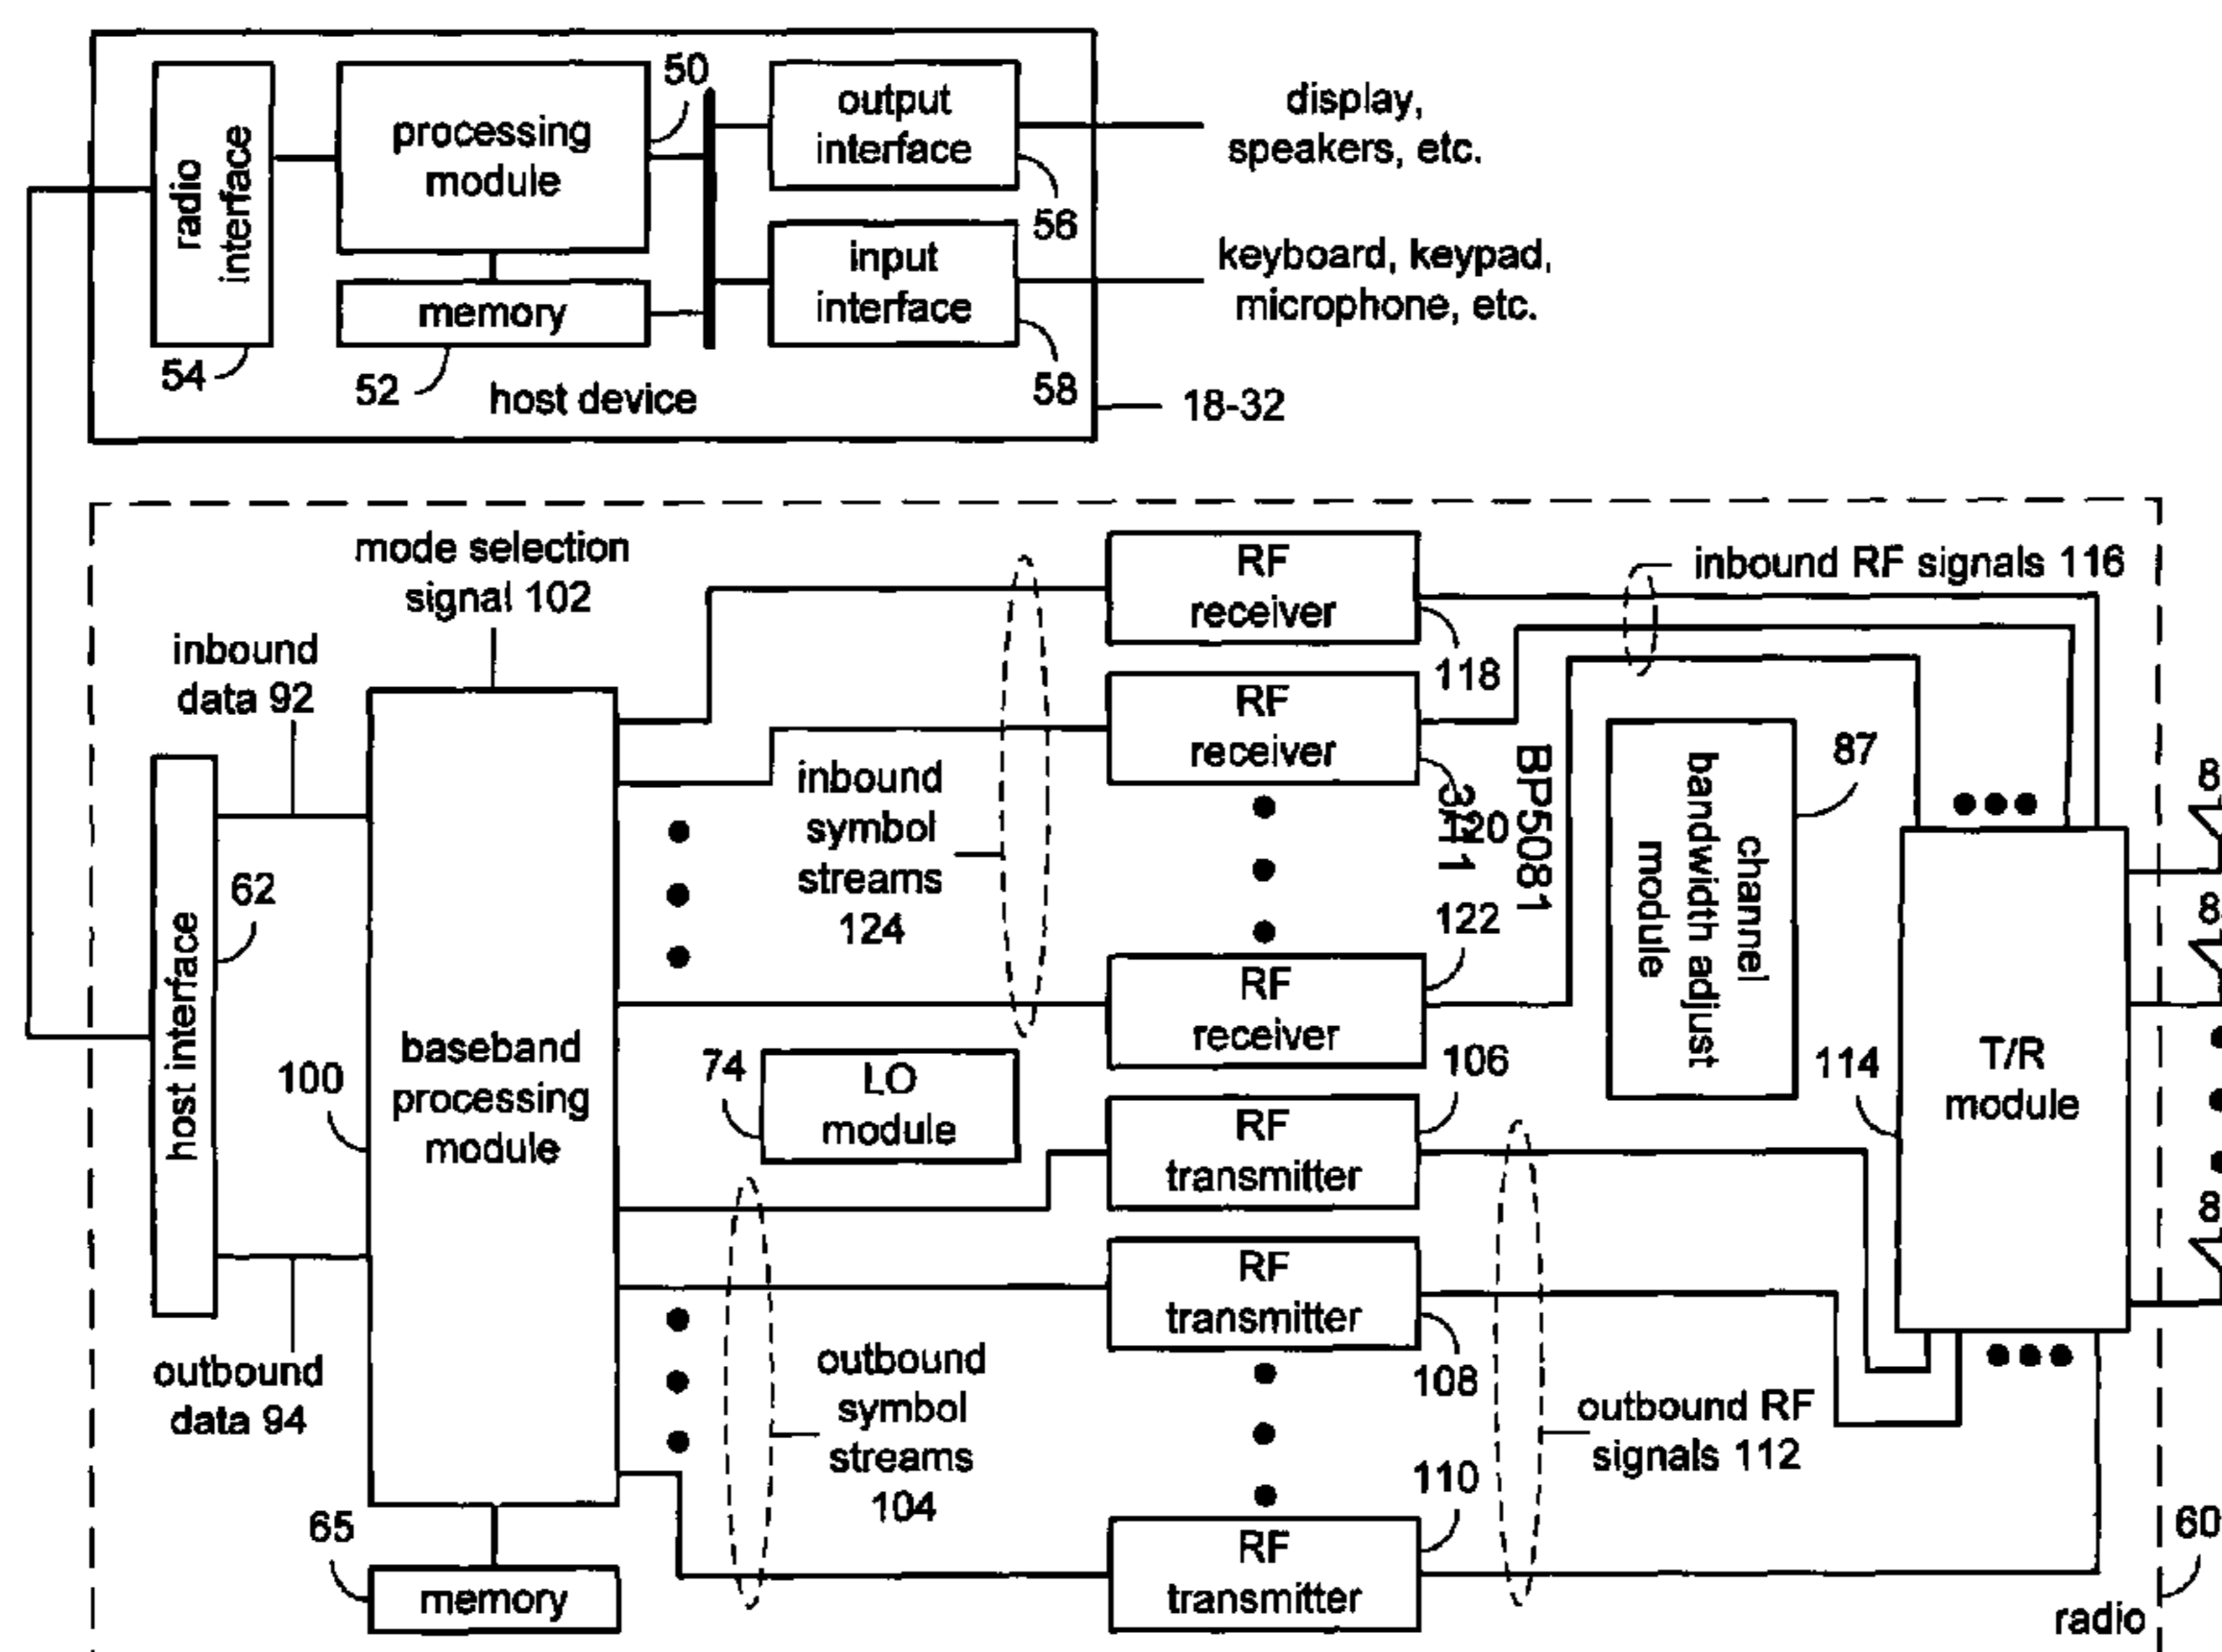 50
processing
module
output
interface
56
display,
speakers, etc.
radio
interface
54
memory
52
input
interface
58
keyboard, keypad,
microphone, etc.
host device
18-32
mode selection
signal 102
RF
receiver
118
inbound RF signals 116
inbound
data 92
RF
receiver
120
BP5081
inbound
symbol
streams
124
channel
bandwidth adjust
module
87
8
8
62
host interface
122
RF
receiver
100
baseband
processing
module
74
LO
module
106
RF
transmitter
114
T/R
module
8
RF
transmitter
108
outbound
data 94
outbound
symbol
streams
104
outbound RF
signals 112
110
RF
transmitter
65
memory
60
radio